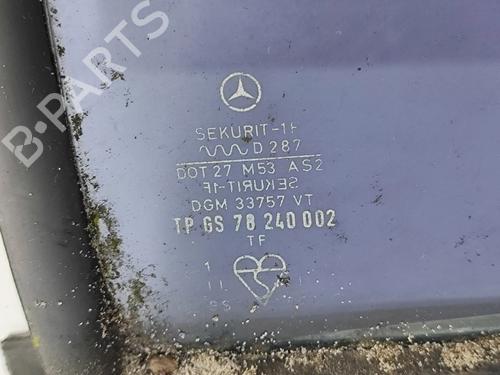 B-PARTS
SEKURIT-1F
D 287
DOT 27 M53 AS2
SEKURIT-1F
DGM 33757 VT
TP GS 78 240 002
TF
1